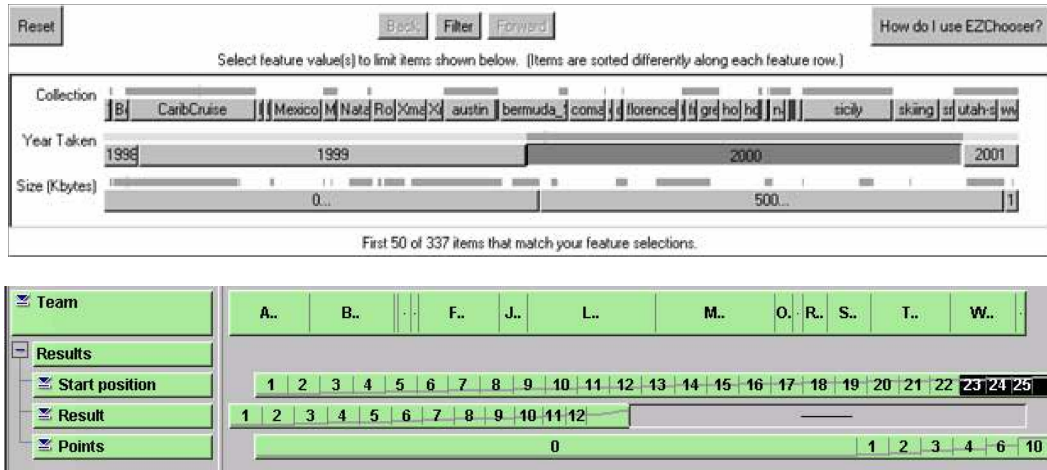 Reset Back Filter Forward How do I use EZChooser?
Select feature value(s) to limit items shown below. (Items are sorted differently along each feature row.)
Collection CaribCruise Mexico M Nata Ro Xma austin bermuda_ coma florence gre ho sicily skiing utah-s
Year Taken 1998 1999 2000 2001
Size (Kbytes) 0... 500... 1
First 50 of 337 items that match your feature selections.
Team A.. B.. F.. J.. L.. M.. O. R.. S.. T.. W..
Results
Start position 1 2 3 4 5 6 7 8 9 10 11 12 13 14 15 16 17 18 19 20 21 22 23 24 25
Result 1 2 3 4 5 6 7 8 9 10 11 12
Points 0 1 2 3 4 6 10